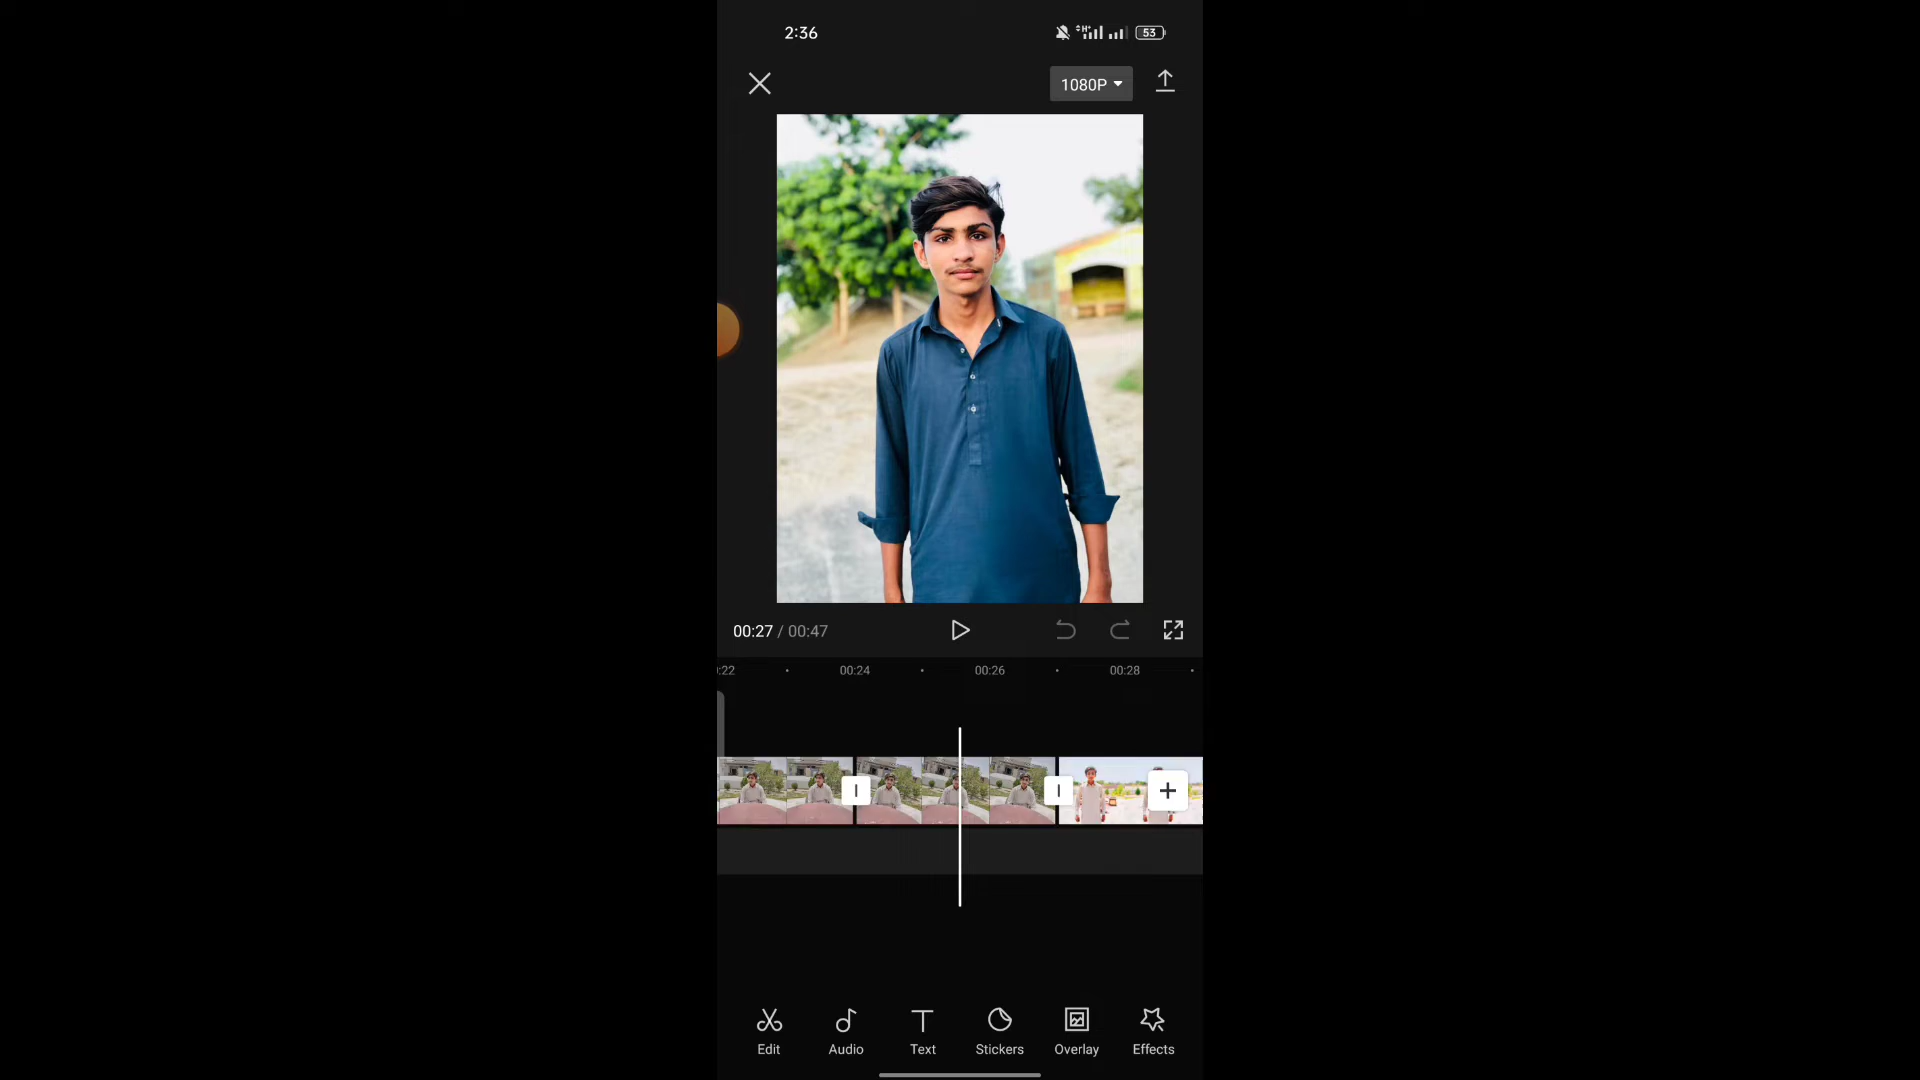 2:36
53
1080P
00:27 / 00:47
:22
00:24
00:26
00:28
Edit
Audio
Text
Stickers
Overlay
Effects